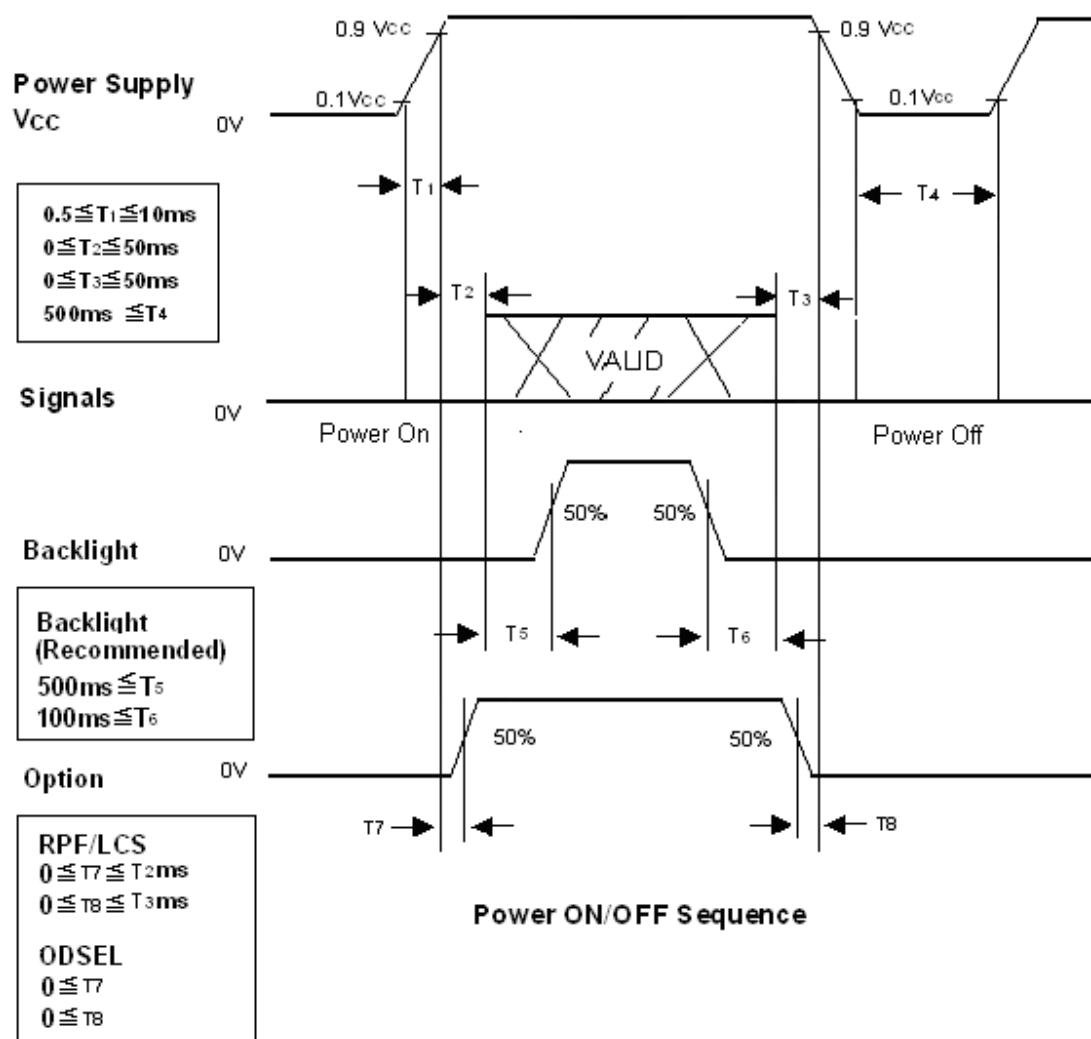 0.9 Vcc
0.9 Vcc
Power Supply
Vcc
0.1Vcc
0.1Vcc
0V
T1
T4
0.5≦T1≦10ms
0≦T2≦50ms
0≦T3≦50ms
500ms ≦T4
T2
T3
VALID
Signals
0V
Power On
Power Off
50%
50%
Backlight
0V
Backlight
(Recommended)
500ms≦T5
100ms≦T6
T5
T6
50%
50%
Option
0V
T7
T8
RPF/LCS
0≦T7≦T2ms
0≦T8≦T3ms
ODSEL
0≦T7
0≦T8
Power ON/OFF Sequence